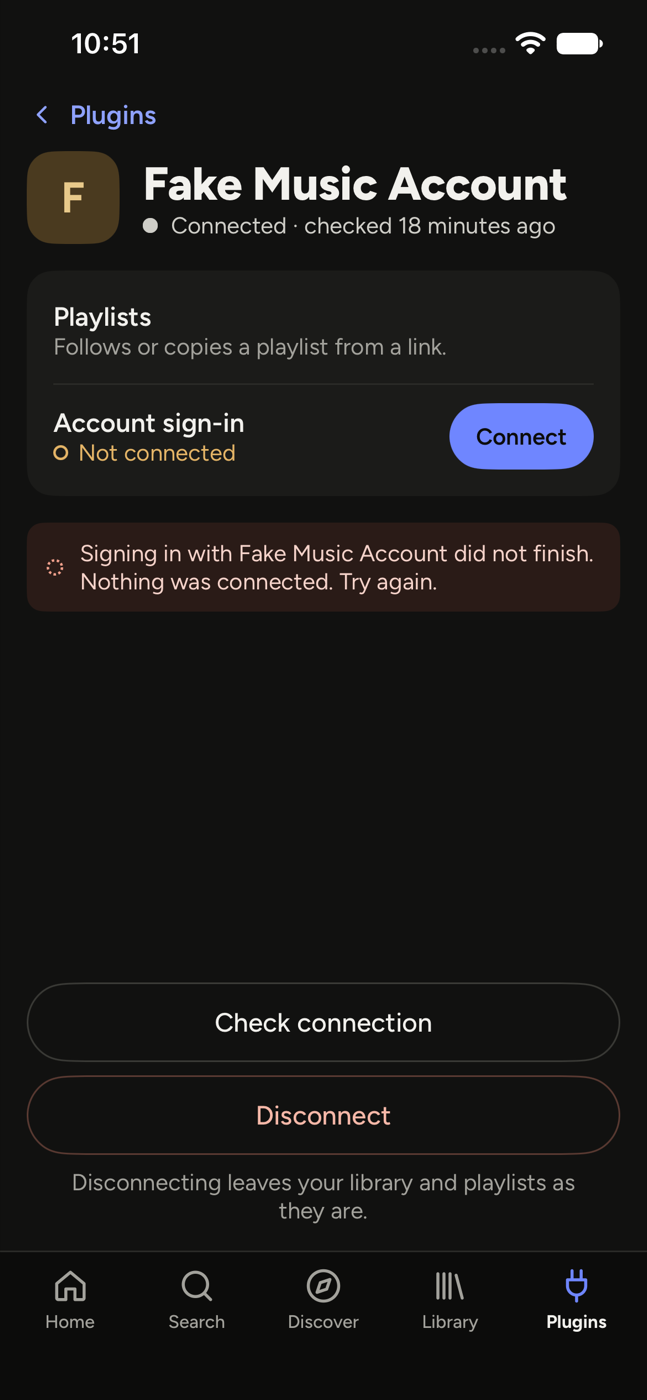 10:51
Plugins
F
Fake Music Account
Connected · checked 18 minutes ago
Playlists
Follows or copies a playlist from a link.
Account sign-in
Not connected
Connect
Signing in with Fake Music Account did not finish.
Nothing was connected. Try again.
Check connection
Disconnect
Disconnecting leaves your library and playlists as
they are.
Home
Search
Discover
Library
Plugins